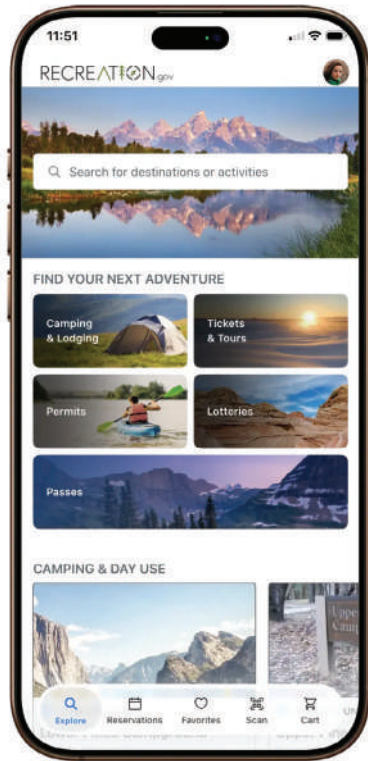 11:51
RECREATION.gov
Search for destinations or activities
FIND YOUR NEXT ADVENTURE
Camping
& Lodging
Tickets
& Tours
Permits
Lotteries
Passes
CAMPING & DAY USE
Upper
Explore
Reservations
Favorites
Scan
Cart